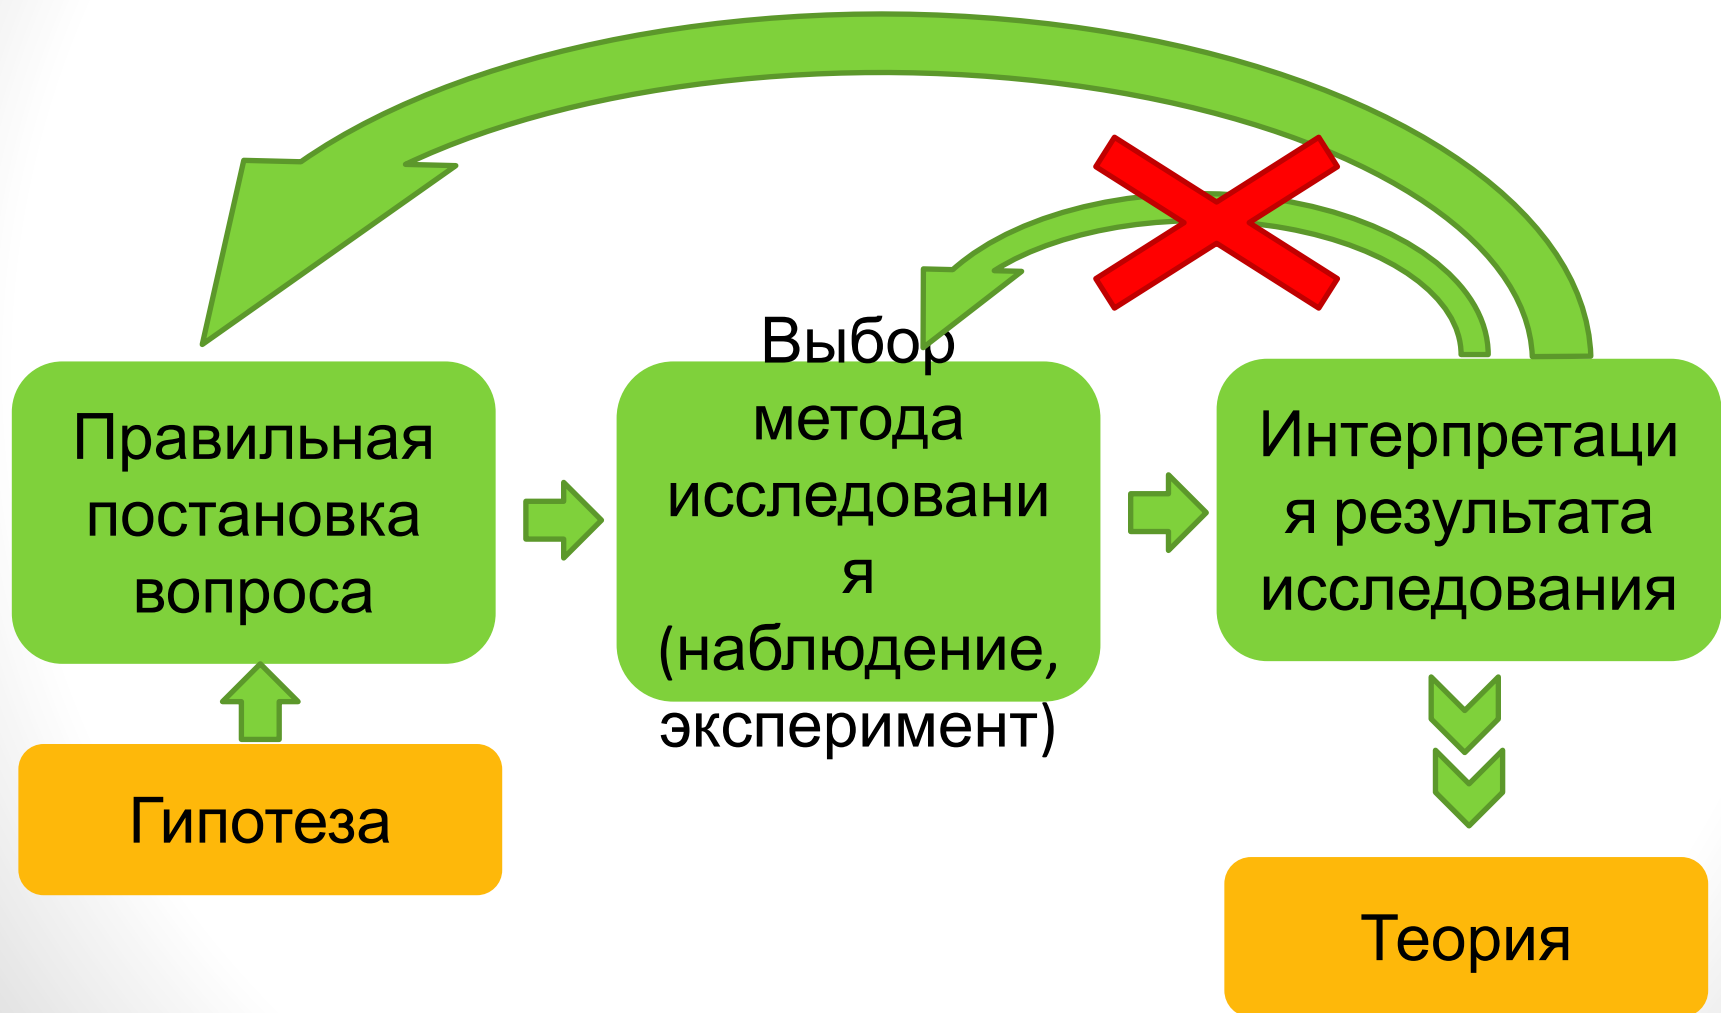 Правильная
постановка
вопроса
Выбор
метода
исследовани
я
(наблюдение,
эксперимент)
Интерпретаци
я результата
исследования
Гипотеза
Теория